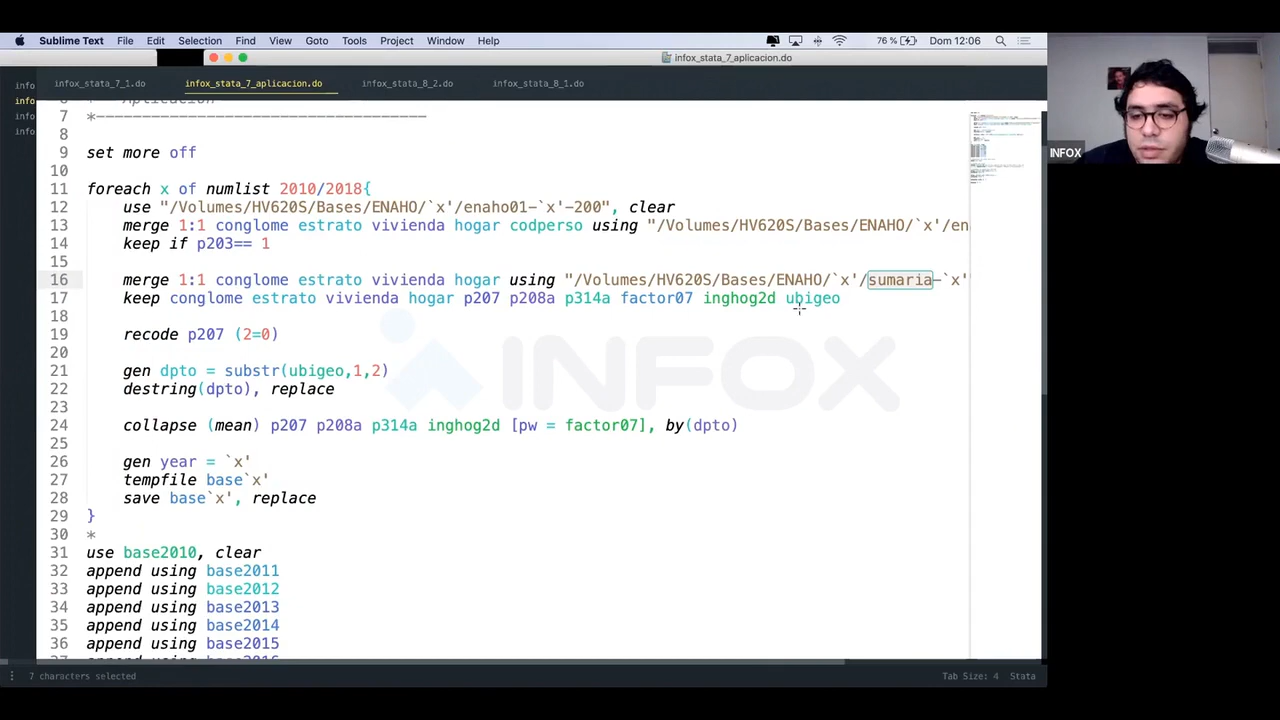 Sublime Text File Edit Selection Find View Goto Tools Project Window Help 76 % Dom 12:06
infox_stata_7_aplicacion.do
infox_stata_7_1.do infox_stata_7_aplicacion.do infox_stata_8_2.do infox_stata_8_1.do
info
info
info
info
7 *------------------------------------
8
9 set more off
10
11 foreach x of numlist 2010/2018{
12 use "/Volumes/HV620S/Bases/ENAHO/`x'/enaho01-`x'-200", clear
13 merge 1:1 conglome estrato vivienda hogar codperso using "/Volumes/HV620S/Bases/ENAHO/`x'/en
14 keep if p203== 1
15
16 merge 1:1 conglome estrato vivienda hogar using "/Volumes/HV620S/Bases/ENAHO/`x'/sumaria-`x'"
17 keep conglome estrato vivienda hogar p207 p208a p314a factor07 inghog2d ubigeo
18
19 recode p207 (2=0)
20
21 gen dpto = substr(ubigeo,1,2)
22 destring(dpto), replace
23
24 collapse (mean) p207 p208a p314a inghog2d [pw = factor07], by(dpto)
25
26 gen year = `x'
27 tempfile base`x'
28 save base`x', replace
29 }
30 *
31 use base2010, clear
32 append using base2011
33 append using base2012
34 append using base2013
35 append using base2014
36 append using base2015
INFOX
INFOX
7 characters selected Tab Size: 4 Stata